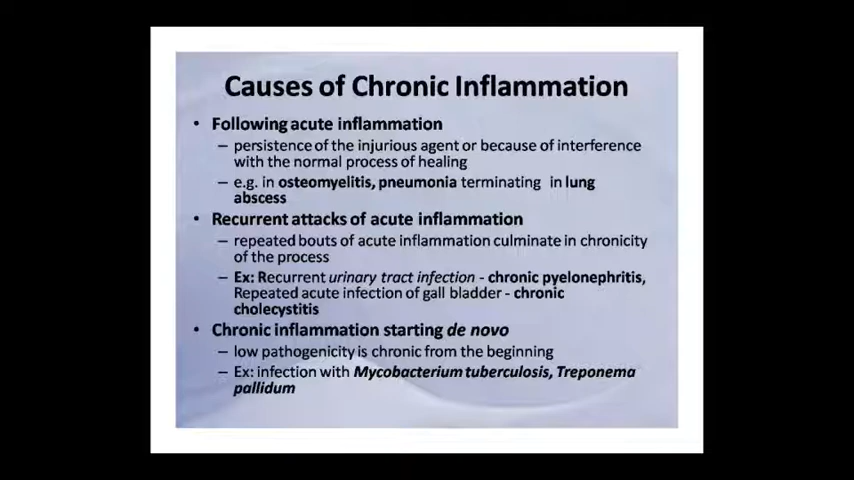 Causes of Chronic Inflammation
• Following acute inflammation
– persistence of the injurious agent or because of interference
with the normal process of healing
– e.g. in osteomyelitis, pneumonia terminating in lung
abscess
• Recurrent attacks of acute inflammation
– repeated bouts of acute inflammation culminate in chronicity
of the process
– Ex: Recurrent urinary tract infection - chronic pyelonephritis,
Repeated acute infection of gall bladder - chronic
cholecystitis
• Chronic inflammation starting de novo
– low pathogenicity is chronic from the beginning
– Ex: infection with Mycobacterium tuberculosis, Treponema
pallidum